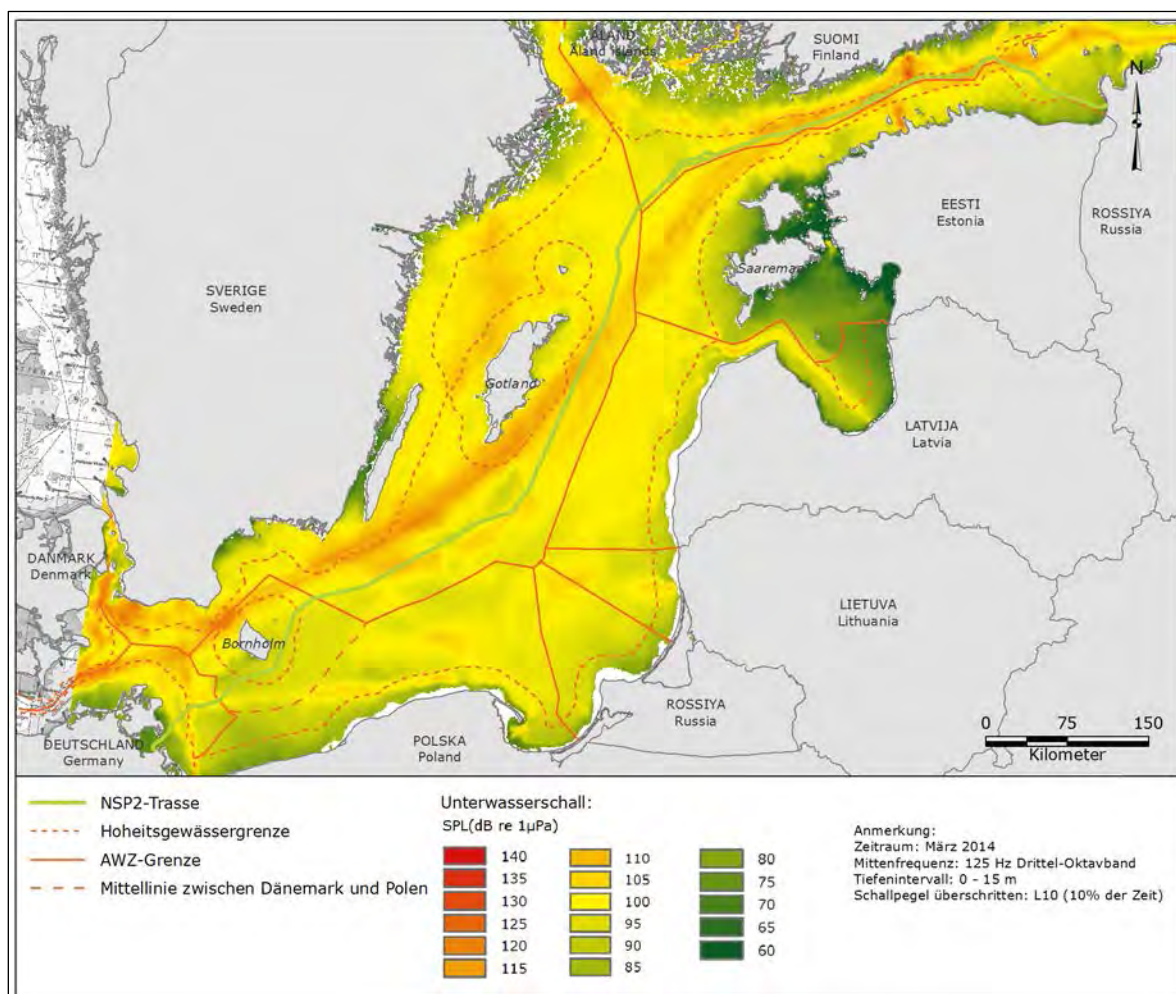 ÅLAND
Åland Islands
SUOMI
Finland
N
EESTI
Estonia
ROSSIYA
Russia
SVERIGE
Sweden
Saaremaa
Gotland
LATVIJA
Latvia
DANMARK
Denmark
LIETUVA
Lithuania
Bornholm
ROSSIYA
Russia
DEUTSCHLAND
Germany
POLSKA
Poland
0 75 150
Kilometer
NSP2-Trasse
Hoheitsgewässergrenze
AWZ-Grenze
Mittellinie zwischen Dänemark und Polen
Unterwasserschall:
SPL(dB re 1µPa)
140
135
130
125
120
115
110
105
100
95
90
85
80
75
70
65
60
Anmerkung:
Zeitraum: März 2014
Mittenfrequenz: 125 Hz Drittel-Oktavband
Tiefenintervall: 0 - 15 m
Schallpegel überschritten: L10 (10% der Zeit)